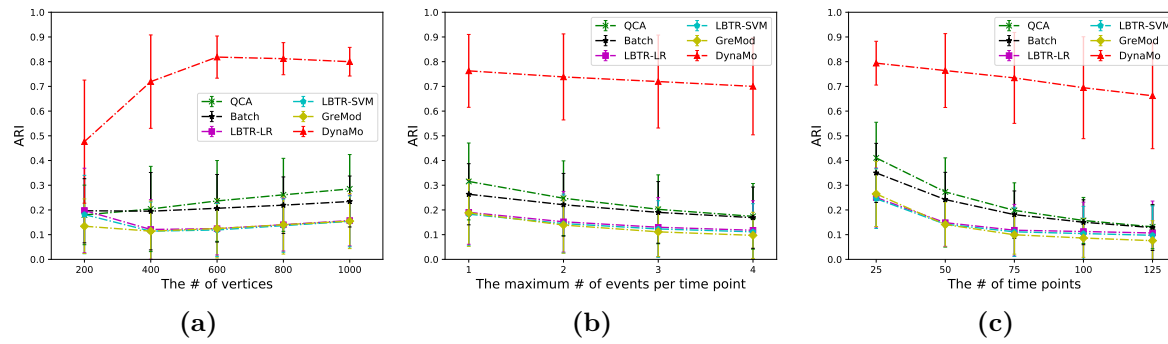 1.0
0.9
0.8
0.7
0.6
0.5
0.4
0.3
0.2
0.1
0.0
ARI
QCA
Batch
LBTR-LR
LBTR-SVM
GreMod
DynaMo
200 400 600 800 1000
The # of vertices
(a)
1.0
0.9
0.8
0.7
0.6
0.5
0.4
0.3
0.2
0.1
0.0
ARI
QCA
Batch
LBTR-LR
LBTR-SVM
GreMod
DynaMo
1 2 3 4
The maximum # of events per time point
(b)
1.0
0.9
0.8
0.7
0.6
0.5
0.4
0.3
0.2
0.1
0.0
ARI
QCA
Batch
LBTR-LR
LBTR-SVM
GreMod
DynaMo
25 50 75 100 125
The # of time points
(c)